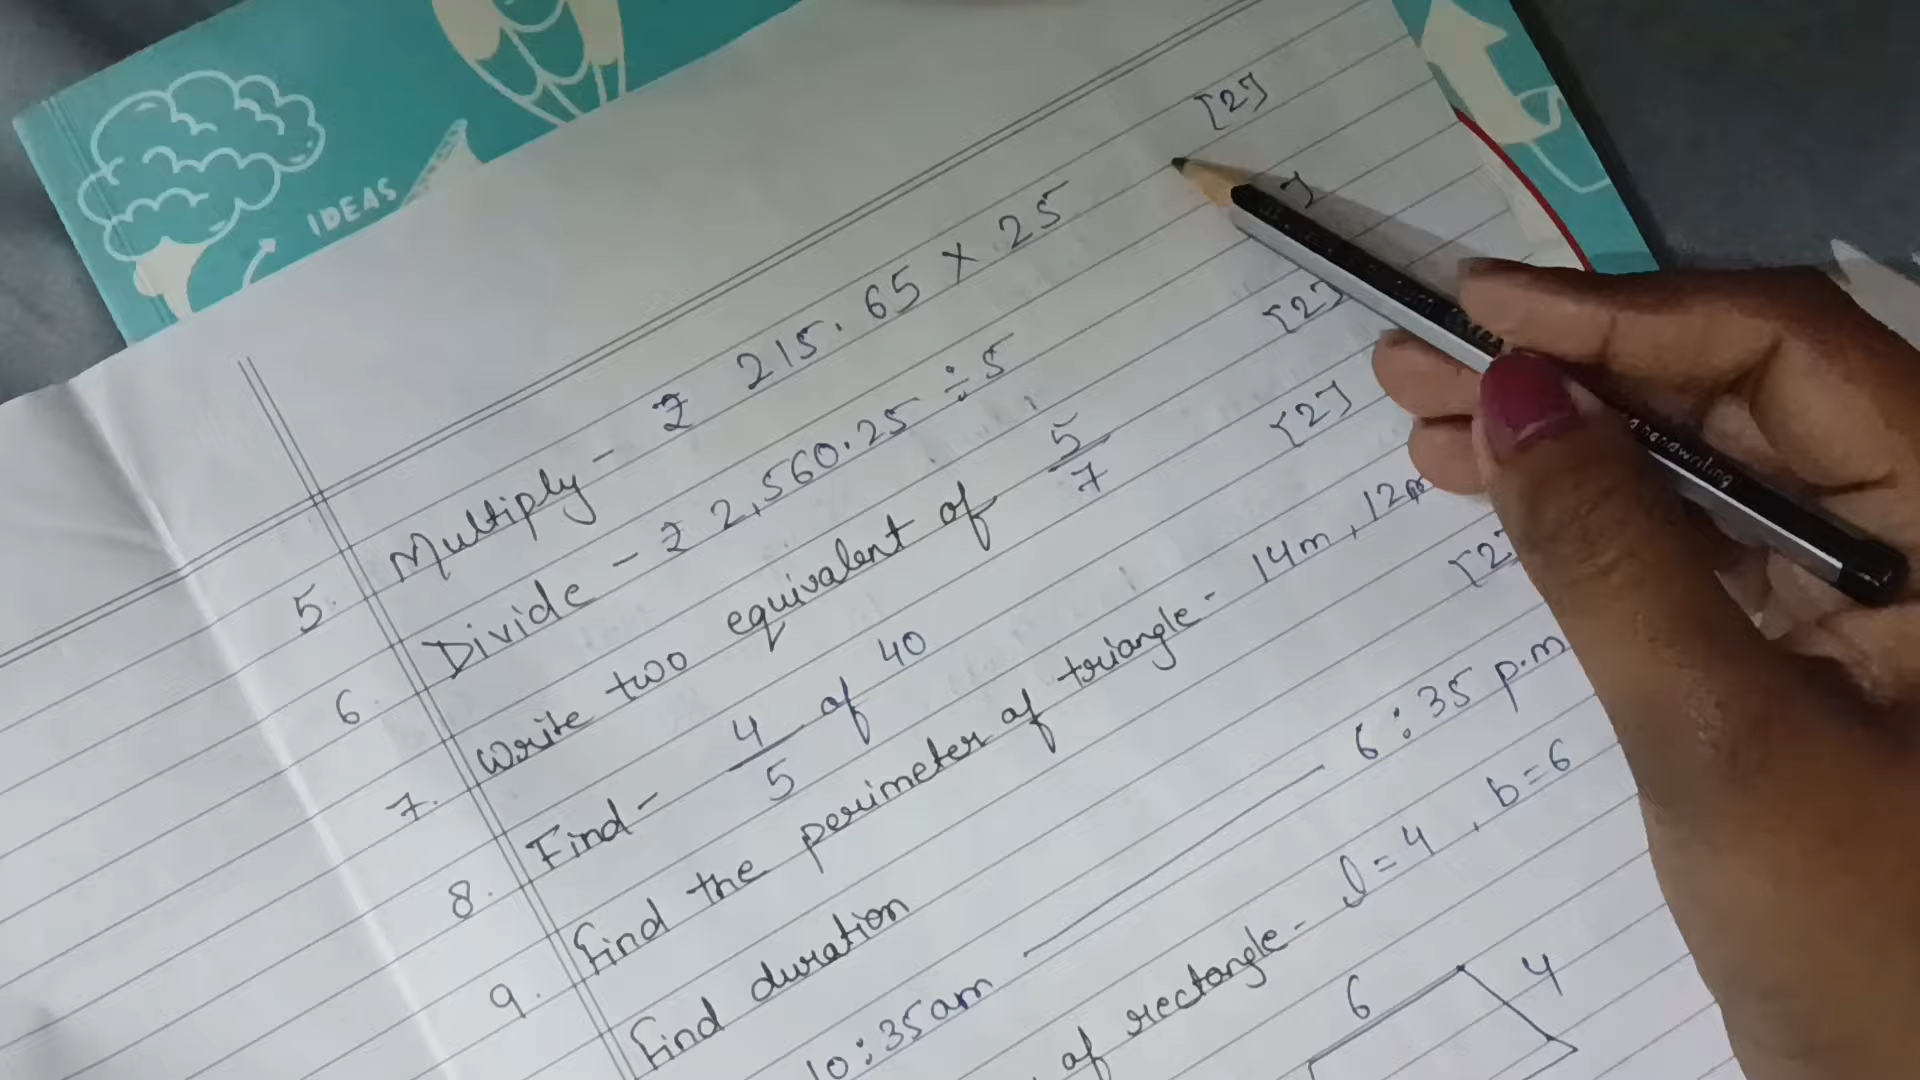 IDEAS
[2]
5. Multiply - ₹ 215.65 × 25
]
6. Divide - ₹ 2,560.25 ÷ 5
[2]
7. Write two equivalent of 5/7
[2]
8. Find - 4/5 of 40
9. Find the perimeter of triangle - 14m, 12m
[2]
Find duration
10:35am 6:35 p.m
of rectangle - l = 4, b = 6
6 4
handwriting